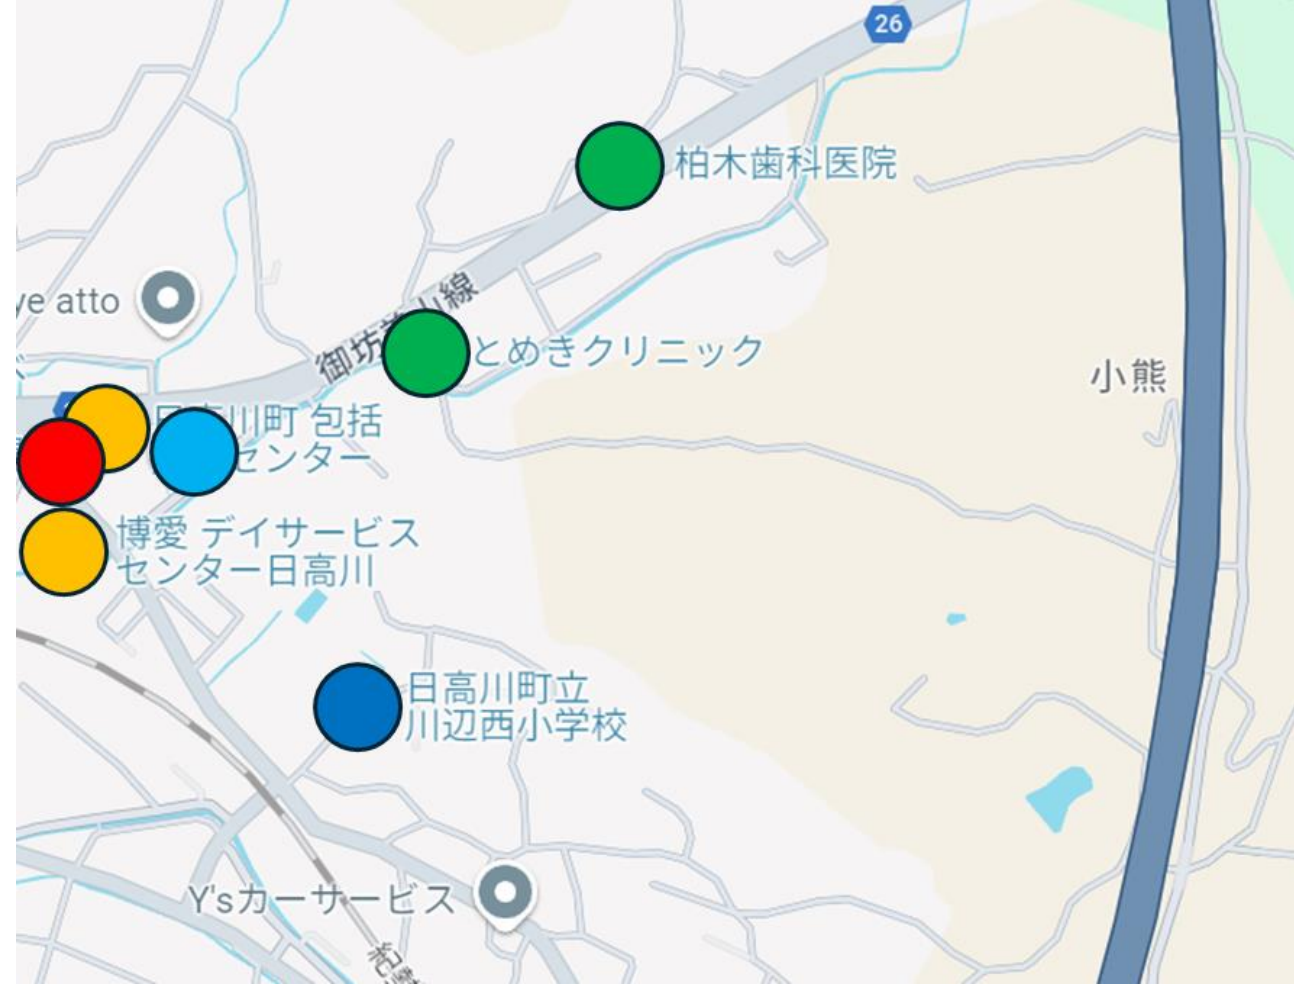 26
柏木歯科医院
ye atto
御坊 山線
とめきクリニック
小熊
日高川町 包括
センター
博愛 デイサービス
センター日高川
日高川町立
川辺西小学校
Y'sカーサービス